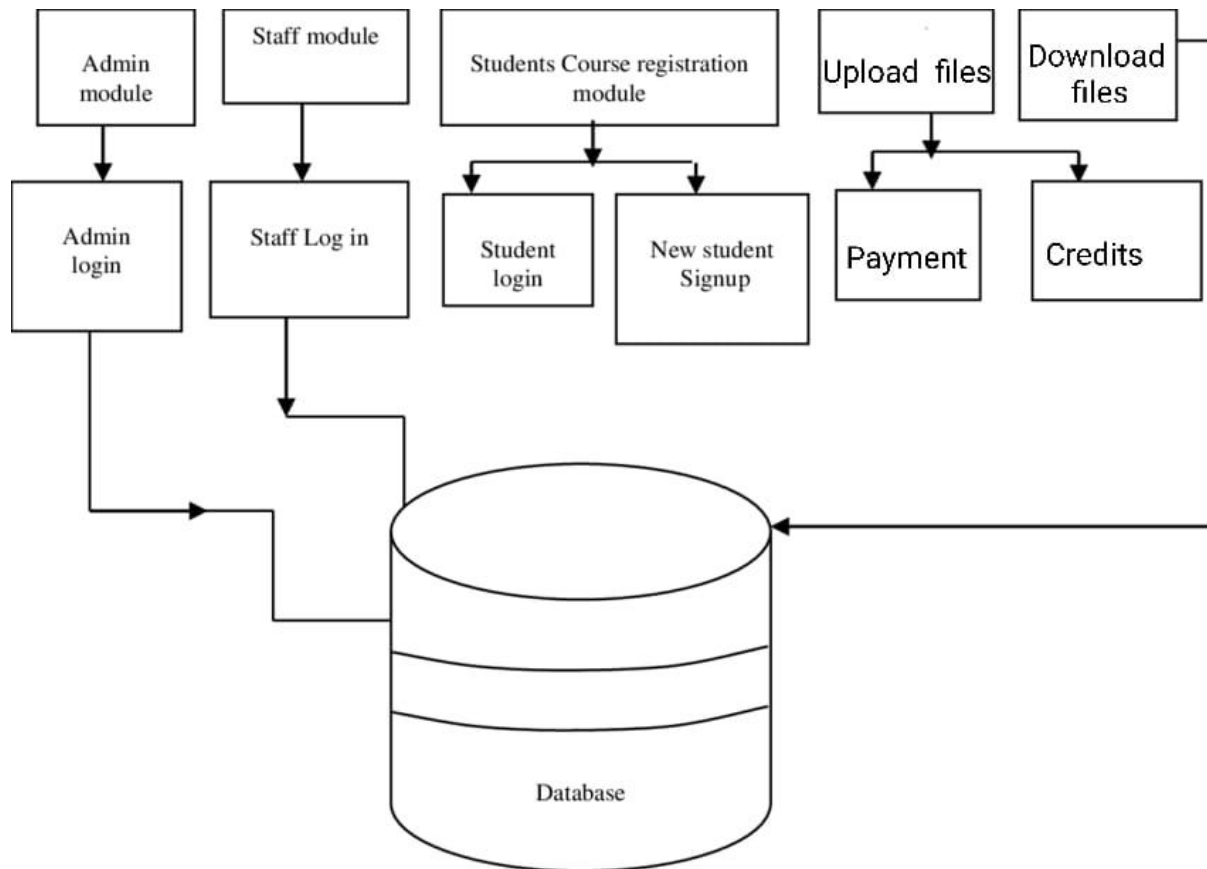 Admin
module
Staff module
Students Course registration
module
Upload files
Download
files
Admin
login
Staff Log in
Student
login
New student
Signup
Payment
Credits
Database